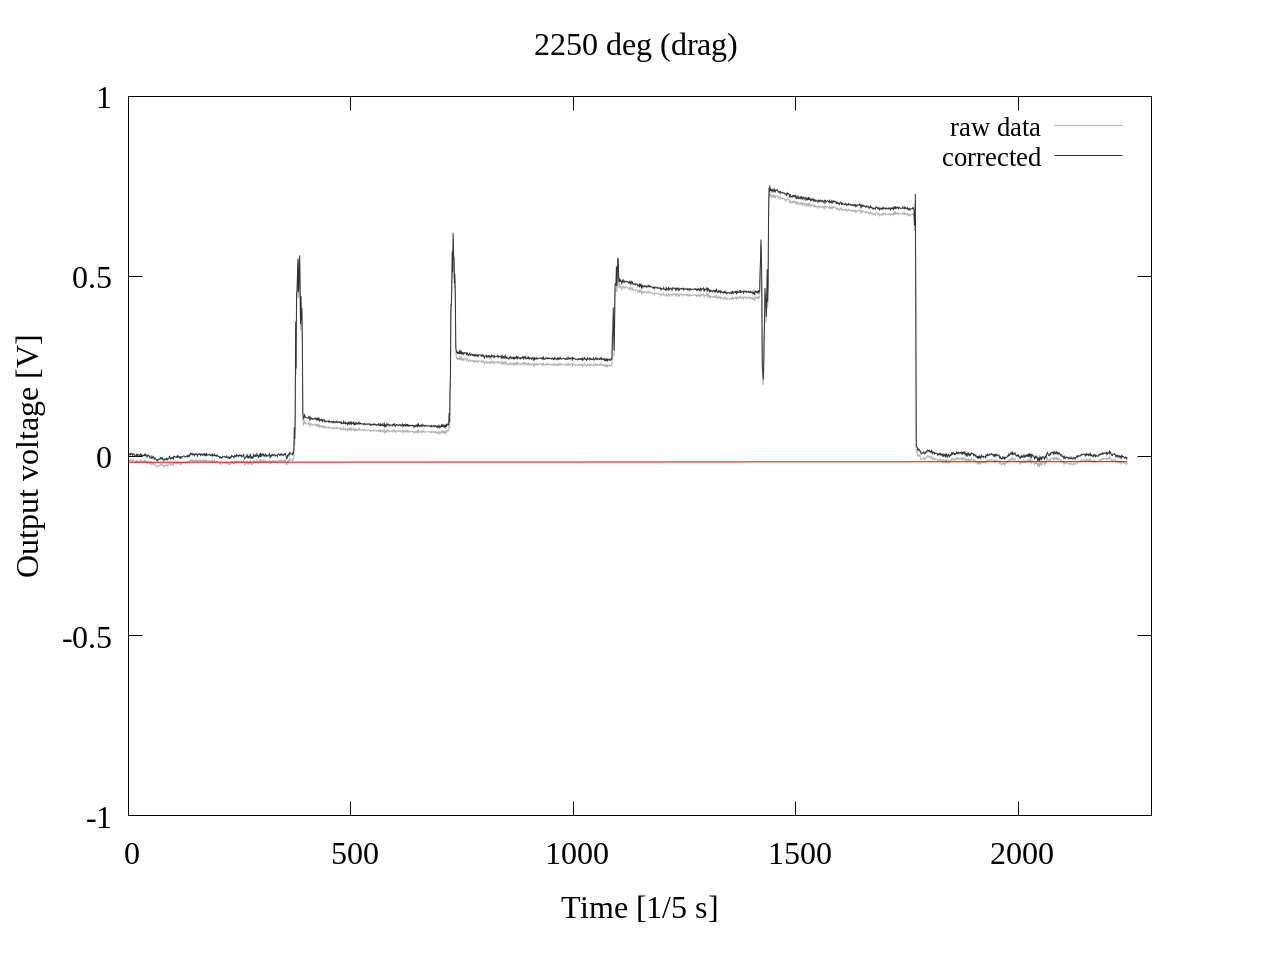 2250 deg (drag)
raw data
corrected
1
0.5
0
-0.5
-1
Output voltage [V]
0 500 1000 1500 2000
Time [1/5 s]